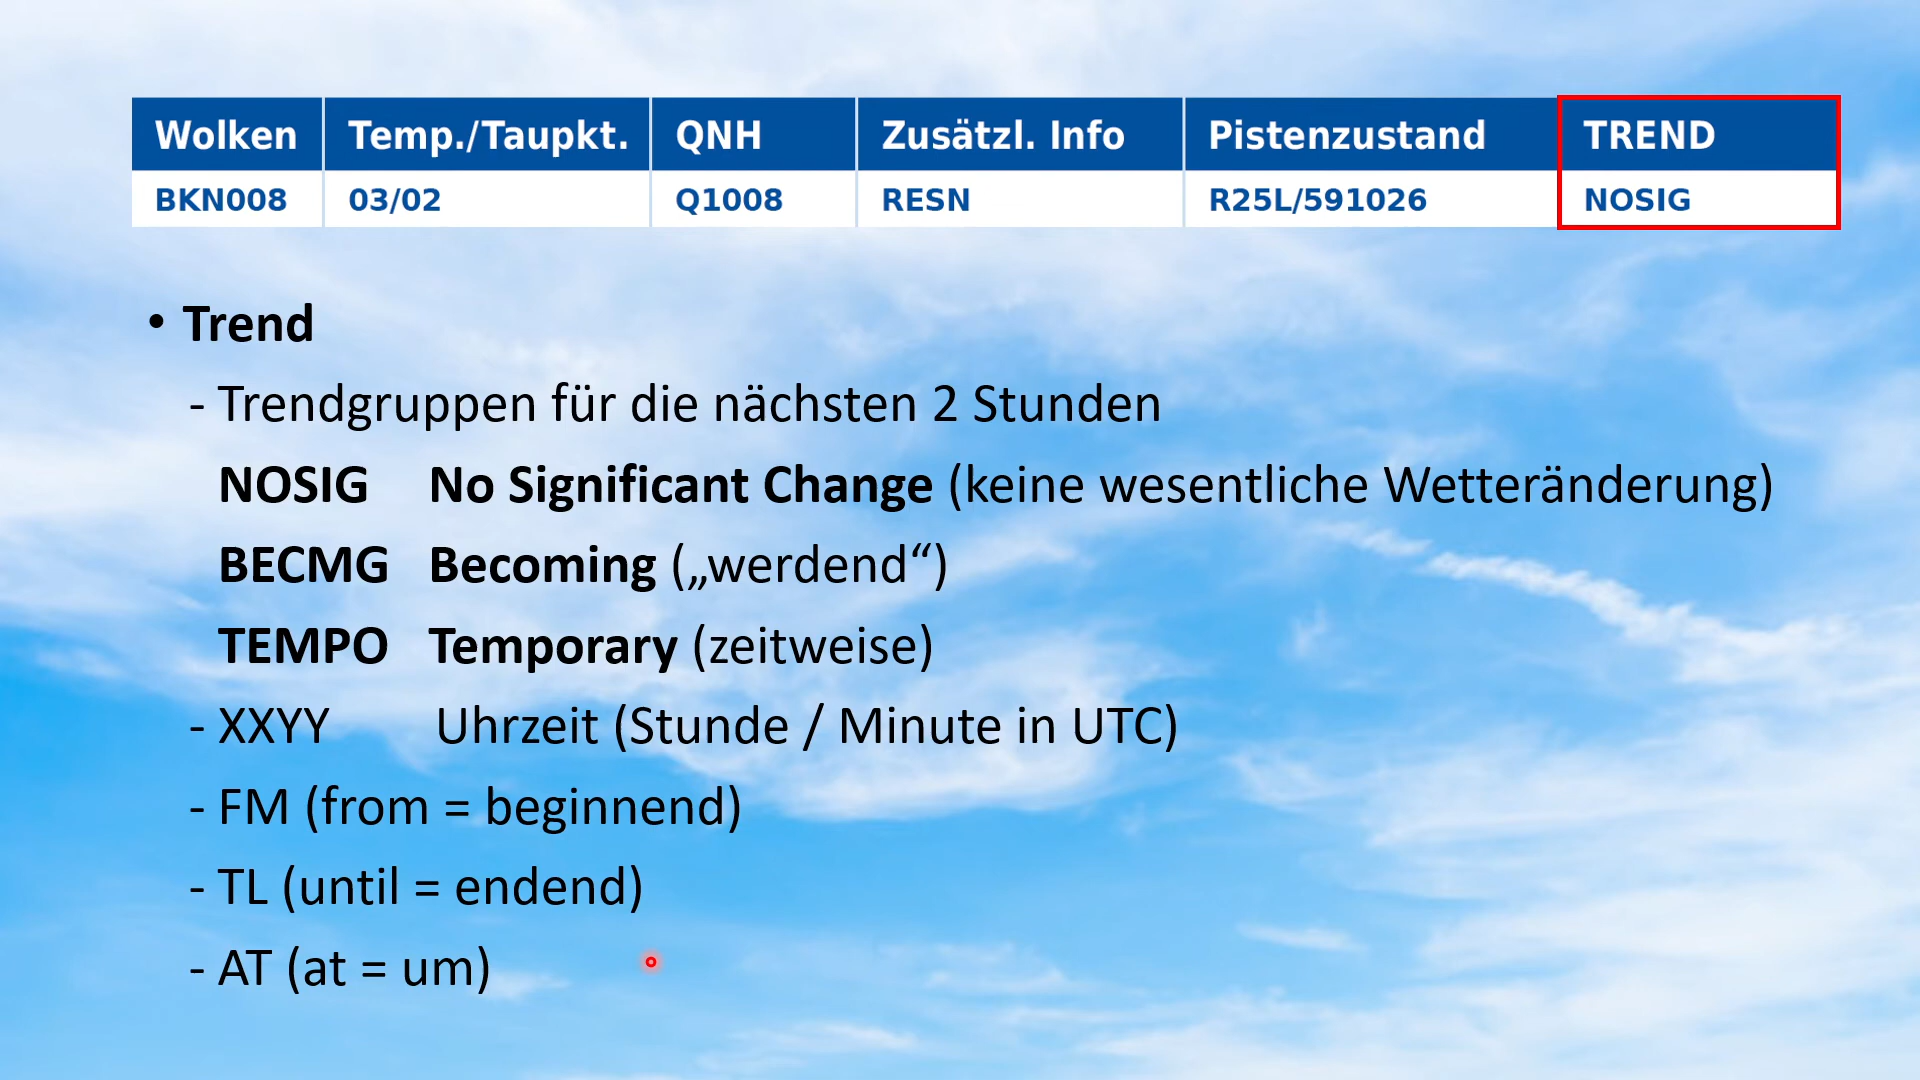 Wolken Temp./Taupkt. QNH Zusätzl. Info Pistenzustand TREND
BKN008 03/02 Q1008 RESN R25L/591026 NOSIG
• Trend
- Trendgruppen für die nächsten 2 Stunden
NOSIG No Significant Change (keine wesentliche Wetteränderung)
BECMG Becoming („werdend“)
TEMPO Temporary (zeitweise)
- XXYY Uhrzeit (Stunde / Minute in UTC)
- FM (from = beginnend)
- TL (until = endend)
- AT (at = um)